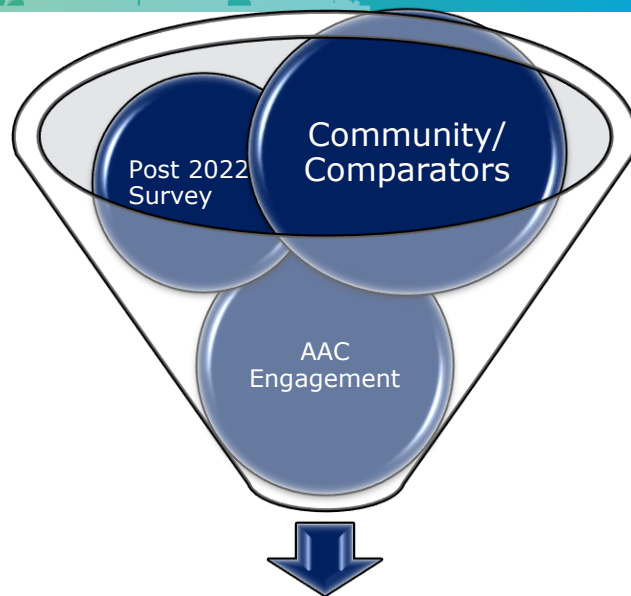 Post 2022
Survey
Community/
Comparators
AAC
Engagement